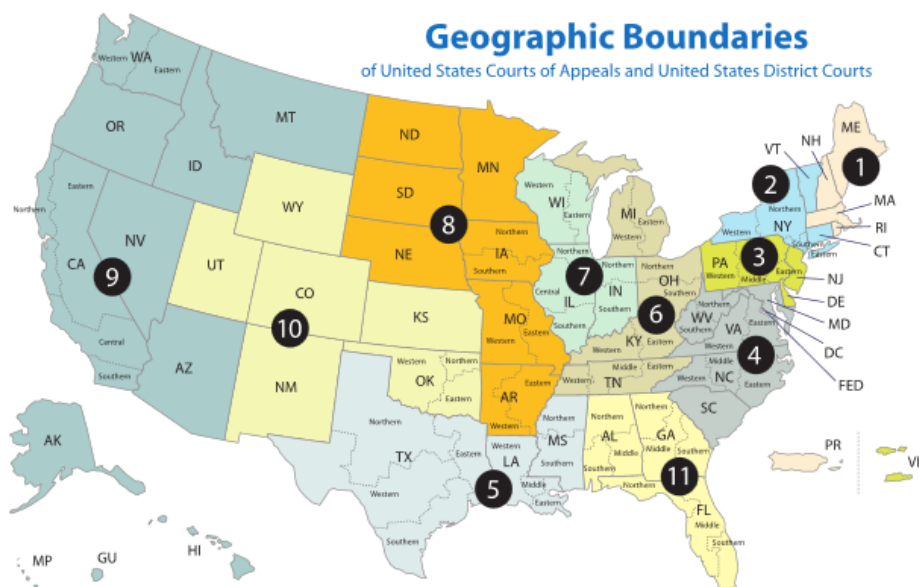 Geographic Boundaries
of United States Courts of Appeals and United States District Courts
WA
Western
Eastern
OR
ID
MT
ND
MN
ME
NH
VT
1
2
WY
SD
8
WI
Western
Eastern
MI
Western
Eastern
Northern
NY
Western
Southern
Eastern
MA
RI
CT
Eastern
Northern
CA
NV
9
Central
Southern
UT
NE
IA
Northern
Southern
7
Northern
Central
IL
Southern
Northern
IN
Southern
Northern
OH
Southern
PA
Western
3
Middle
Eastern
NJ
DE
MD
DC
FED
CO
10
KS
MO
Western
Eastern
6
KY
Western
Eastern
Northern
WV
Southern
VA
Eastern
Western
4
AZ
NM
Western
Northern
OK
Eastern
AR
Eastern
Western
Western
Middle
Eastern
TN
Western
Middle
NC
Eastern
SC
AK
Northern
TX
Eastern
Western
Southern
Western
LA
5
Middle
Eastern
Northern
MS
Southern
Northern
AL
Middle
Southern
Northern
GA
Middle
Southern
11
Northern
FL
Middle
Southern
PR
VI
MP
GU
HI